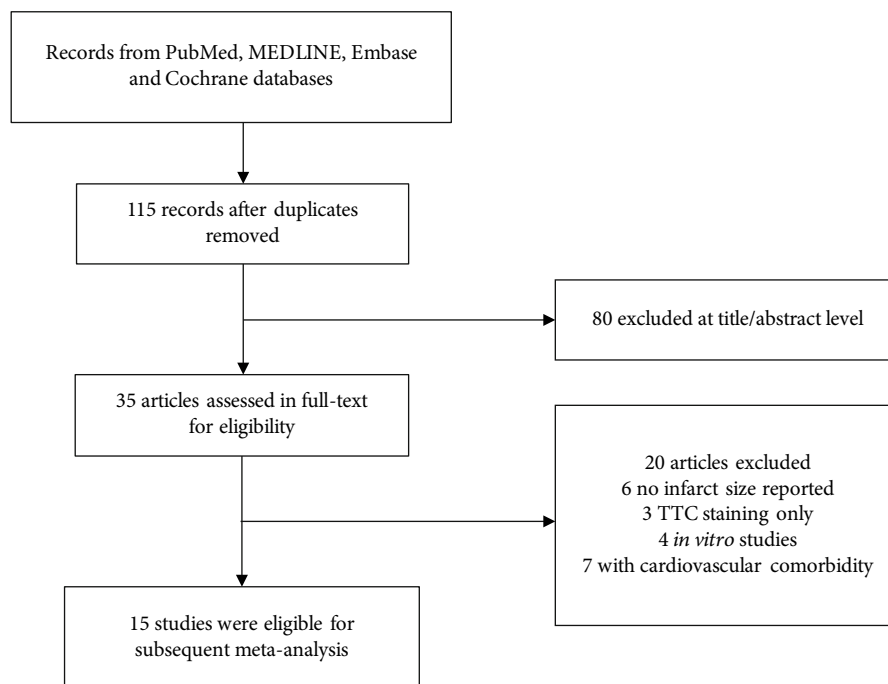 Records from PubMed, MEDLINE, Embase
and Cochrane databases
115 records after duplicates
removed
80 excluded at title/abstract level
35 articles assessed in full-text
for eligibility
20 articles excluded
6 no infarct size reported
3 TTC staining only
4 in vitro studies
7 with cardiovascular comorbidity
15 studies were eligible for
subsequent meta-analysis